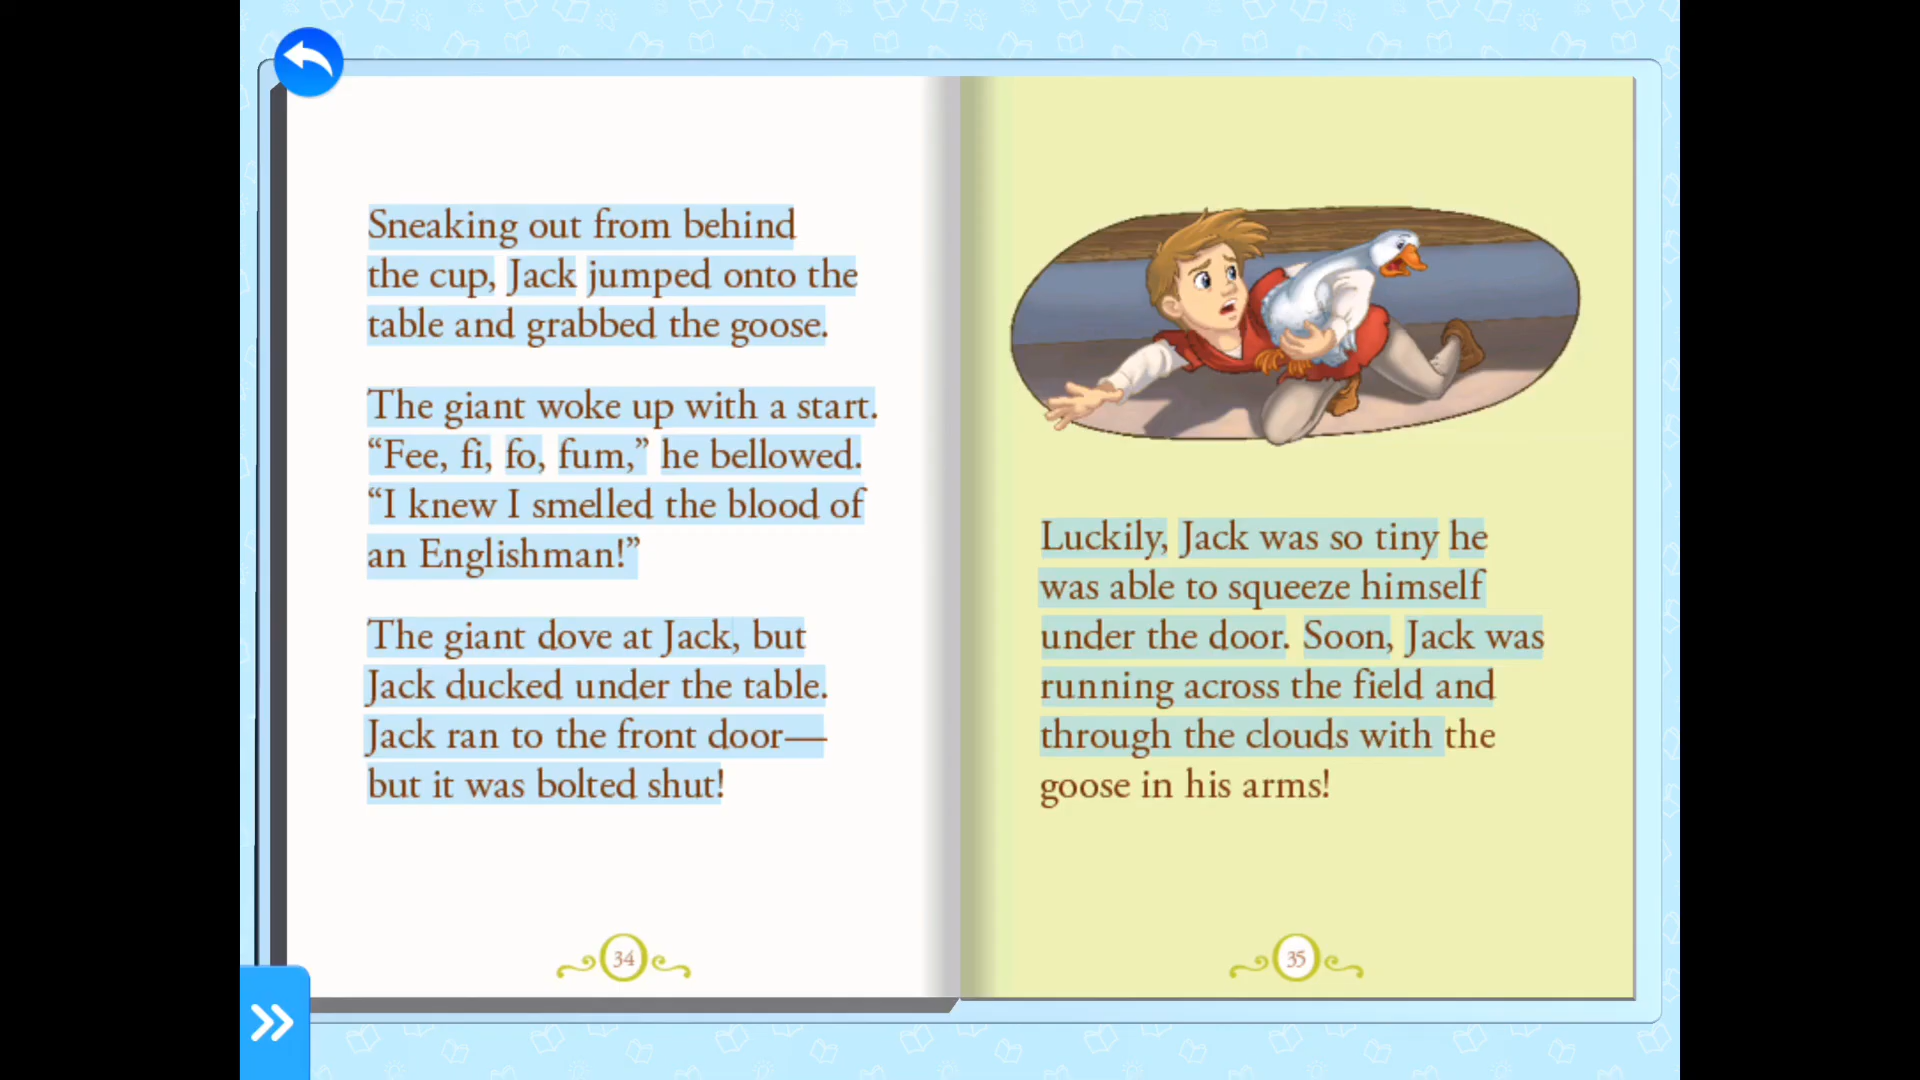 Sneaking out from behind
the cup, Jack jumped onto the
table and grabbed the goose.
The giant woke up with a start.
“Fee, fi, fo, fum,” he bellowed.
“I knew I smelled the blood of
an Englishman!”
The giant dove at Jack, but
Jack ducked under the table.
Jack ran to the front door—
but it was bolted shut!
34
Luckily, Jack was so tiny he
was able to squeeze himself
under the door. Soon, Jack was
running across the field and
through the clouds with the
goose in his arms!
35